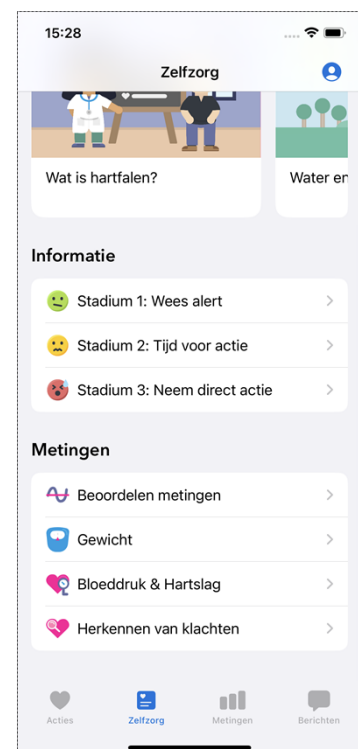 15:28
Zelfzorg
Wat is hartfalen?
Water en
Informatie
Stadium 1: Wees alert
Stadium 2: Tijd voor actie
Stadium 3: Neem direct actie
Metingen
Beoordelen metingen
Gewicht
Bloeddruk & Hartslag
Herkennen van klachten
Acties
Zelfzorg
Metingen
Berichten